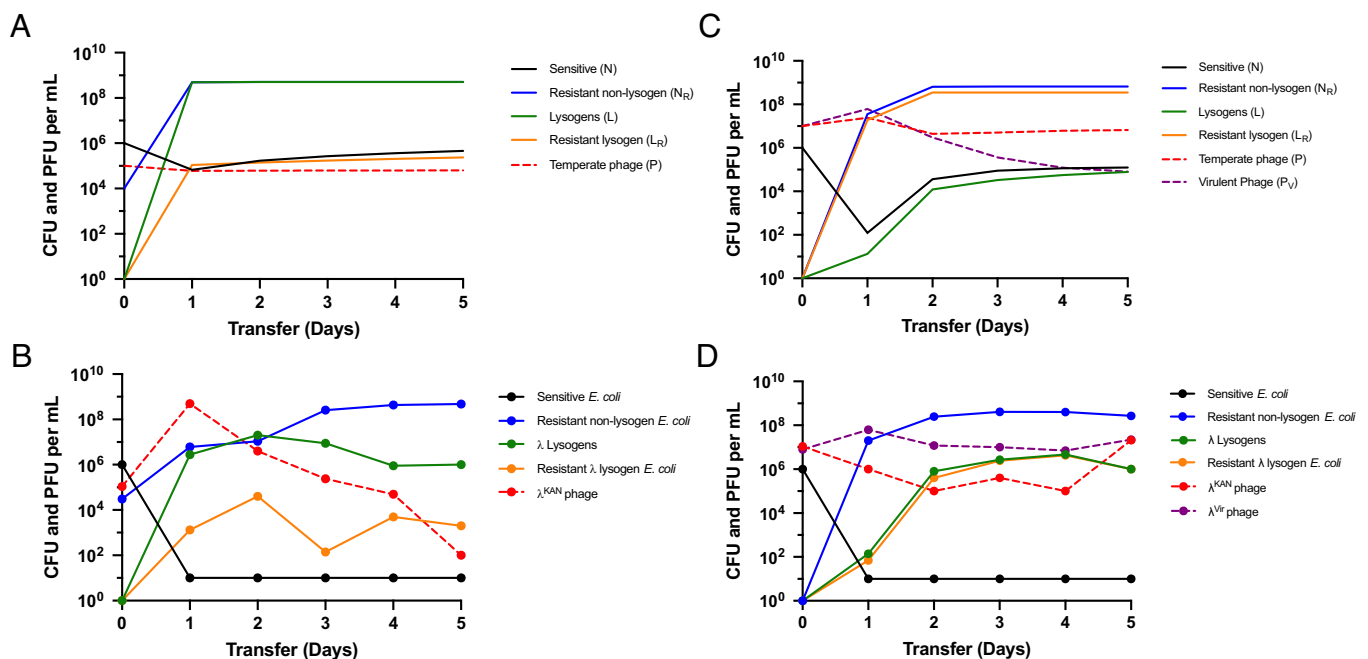 A
CFU and PFU per mL
10^10
10^8
10^6
10^4
10^2
10^0
0 1 2 3 4 5
Transfer (Days)
Sensitive (N)
Resistant non-lysogen (N_R)
Lysogens (L)
Resistant lysogen (L_R)
Temperate phage (P)
C
CFU and PFU per mL
10^10
10^8
10^6
10^4
10^2
10^0
0 1 2 3 4 5
Transfer (Days)
Sensitive (N)
Resistant non-lysogen (N_R)
Lysogens (L)
Resistant lysogen (L_R)
Temperate phage (P)
Virulent Phage (P_V)
B
CFU and PFU per mL
10^10
10^8
10^6
10^4
10^2
10^0
0 1 2 3 4 5
Transfer (Days)
Sensitive E. coli
Resistant non-lysogen E. coli
λ Lysogens
Resistant λ lysogen E. coli
λ^KAN phage
D
CFU and PFU per mL
10^10
10^8
10^6
10^4
10^2
10^0
0 1 2 3 4 5
Transfer (Days)
Sensitive E. coli
Resistant non-lysogen E. coli
λ Lysogens
Resistant λ lysogen E. coli
λ^KAN phage
λ^Vir phage